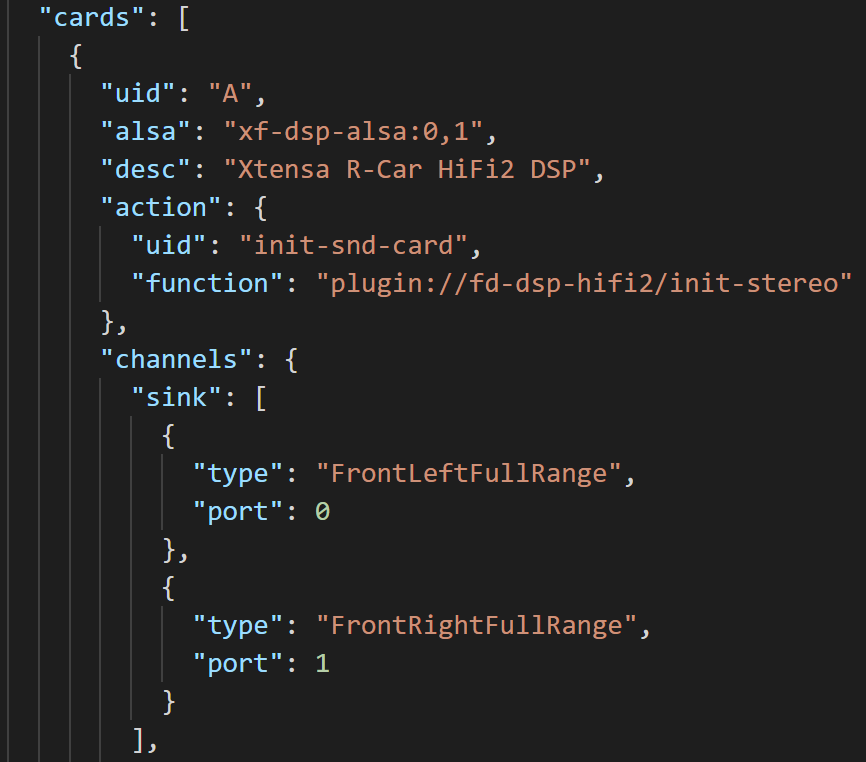 "cards": [
{
"uid": "A",
"alsa": "xf-dsp-alsa:0,1",
"desc": "Xtensa R-Car HiFi2 DSP",
"action": {
"uid": "init-snd-card",
"function": "plugin://fd-dsp-hifi2/init-stereo"
},
"channels": {
"sink": [
{
"type": "FrontLeftFullRange",
"port": 0
},
{
"type": "FrontRightFullRange",
"port": 1
}
],